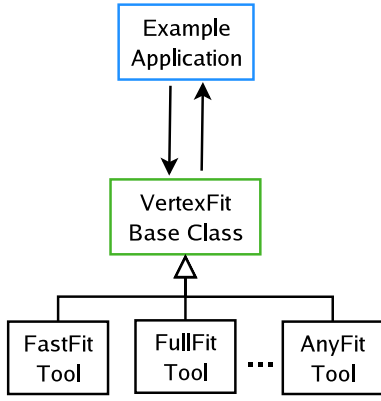 Example
Application
VertexFit
Base Class
FastFit
Tool
FullFit
Tool
...
AnyFit
Tool